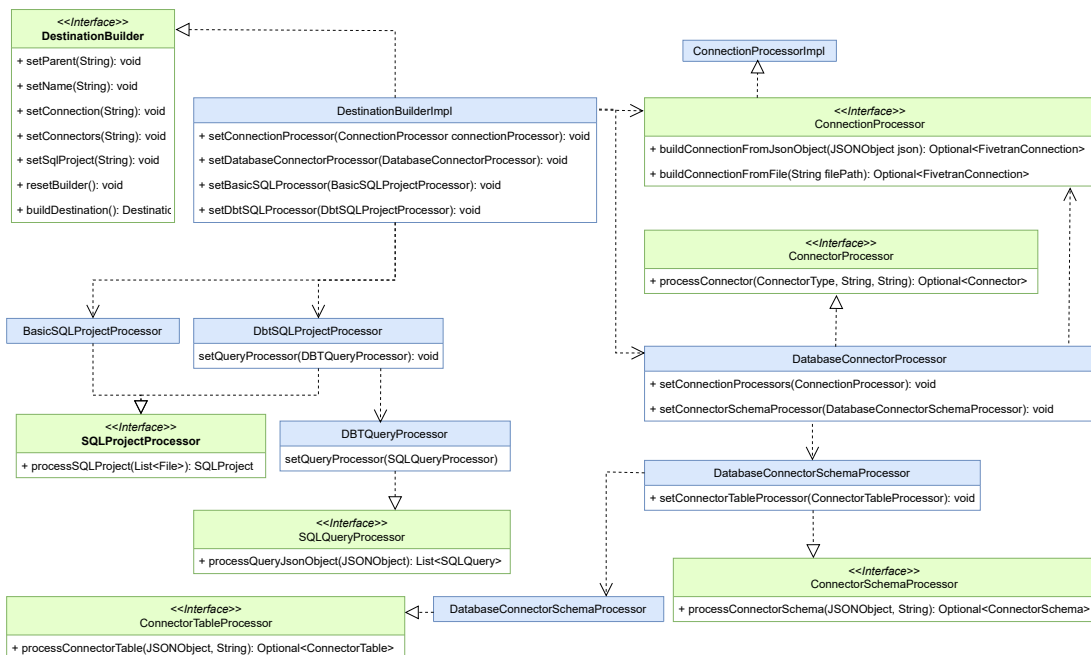 <<Interface>>
DestinationBuilder
+ setParent(String): void
+ setName(String): void
+ setConnection(String): void
+ setConnectors(String): void
+ setSqlProject(String): void
+ resetBuilder(): void
+ buildDestination(): Destinatic
DestinationBuilderImpl
+ setConnectionProcessor(ConnectionProcessor connectionProcessor): void
+ setDatabaseConnectorProcessor(DatabaseConnectorProcessor): void
+ setBasicSQLProcessor(BasicSQLProjectProcessor): void
+ setDbtSQLProcessor(DbtSQLProjectProcessor): void
ConnectionProcessorImpl
<<Interface>>
ConnectionProcessor
+ buildConnectionFromJsonObject(JSONObject json): Optional<FivetranConnection>
+ buildConnectionFromFile(String filePath): Optional<FivetranConnection>
<<Interface>>
ConnectorProcessor
+ processConnector(ConnectorType, String, String): Optional<Connector>
BasicSQLProjectProcessor
DbtSQLProjectProcessor
setQueryProcessor(DBTQueryProcessor): void
DatabaseConnectorProcessor
+ setConnectionProcessors(ConnectionProcessor): void
+ setConnectorSchemaProcessor(DatabaseConnectorSchemaProcessor): void
<<Interface>>
SQLProjectProcessor
+ processSQLProject(List<File>): SQLProject
DBTQueryProcessor
setQueryProcessor(SQLQueryProcessor)
DatabaseConnectorSchemaProcessor
+ setConnectorTableProcessor(ConnectorTableProcessor): void
<<Interface>>
SQLQueryProcessor
+ processQueryJsonObject(JSONObject): List<SQLQuery>
<<Interface>>
ConnectorSchemaProcessor
+ processConnectorSchema(JSONObject, String): Optional<ConnectorSchema>
<<Interface>>
ConnectorTableProcessor
+ processConnectorTable(JSONObject, String): Optional<ConnectorTable>
DatabaseConnectorSchemaProcessor